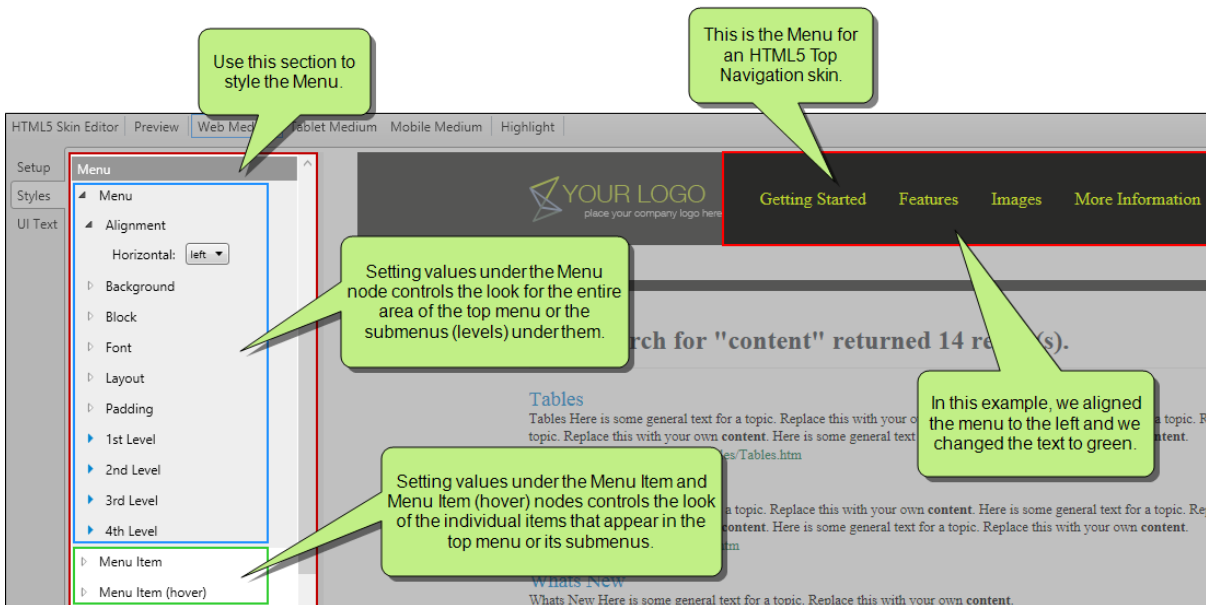 Use this section to
style the Menu.
This is the Menu for
an HTML5 Top
Navigation skin.
HTML5 Skin Editor Preview Web Med Tablet Medium Mobile Medium Highlight
Setup
Styles
UI Text
Menu
Menu
Alignment
Horizontal: left
Background
Block
Font
Layout
Padding
1st Level
2nd Level
3rd Level
4th Level
Menu Item
Menu Item (hover)
YOUR LOGO
place your company logo here
Getting Started Features Images More Information
Setting values under the Menu
node controls the look for the entire
area of the top menu or the
submenus (levels) under them.
rch for "content" returned 14 re (s).
In this example, we aligned
the menu to the left and we
changed the text to green.
Tables
Tables Here is some general text for a topic. Replace this with your o a topic. R
topic. Replace this with your own content. Here is some general text ntent.
es/Tables.htm
Setting values under the Menu Item and
Menu Item (hover) nodes controls the look
of the individual items that appear in the
top menu or its submenus.
a topic. Replace this with your own content. Here is some general text for a topic. Re
ontent. Here is some general text for a topic. Replace this with your own content.
tm
Whats New
Whats New Here is some general text for a topic. Replace this with your own content.